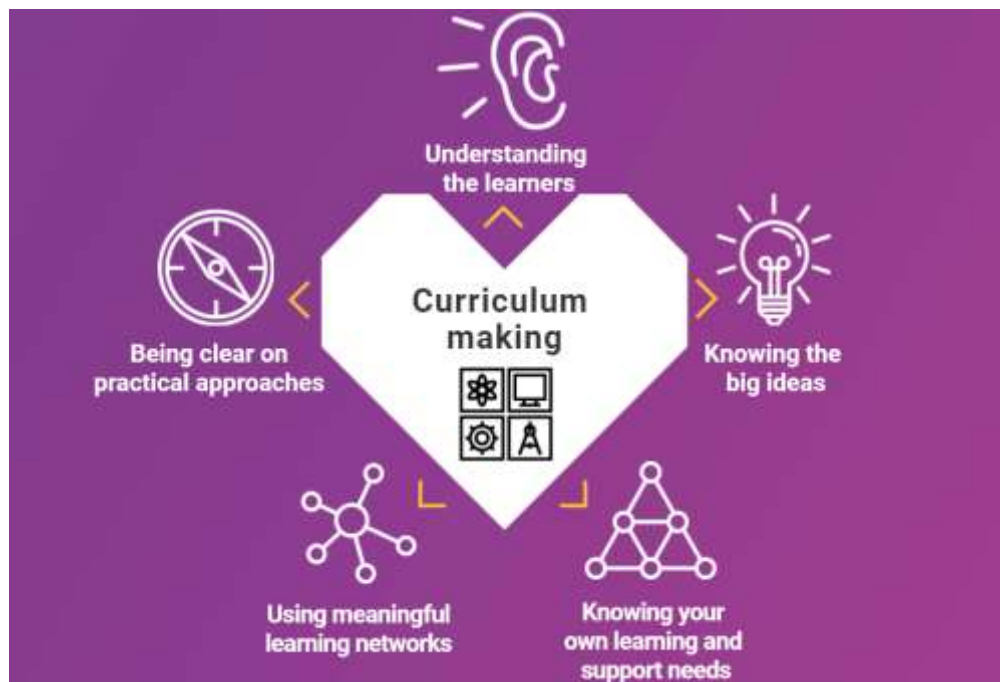 Understanding
the learners
Curriculum
making
Being clear on
practical approaches
Knowing the
big ideas
Using meaningful
learning networks
Knowing your
own learning and
support needs